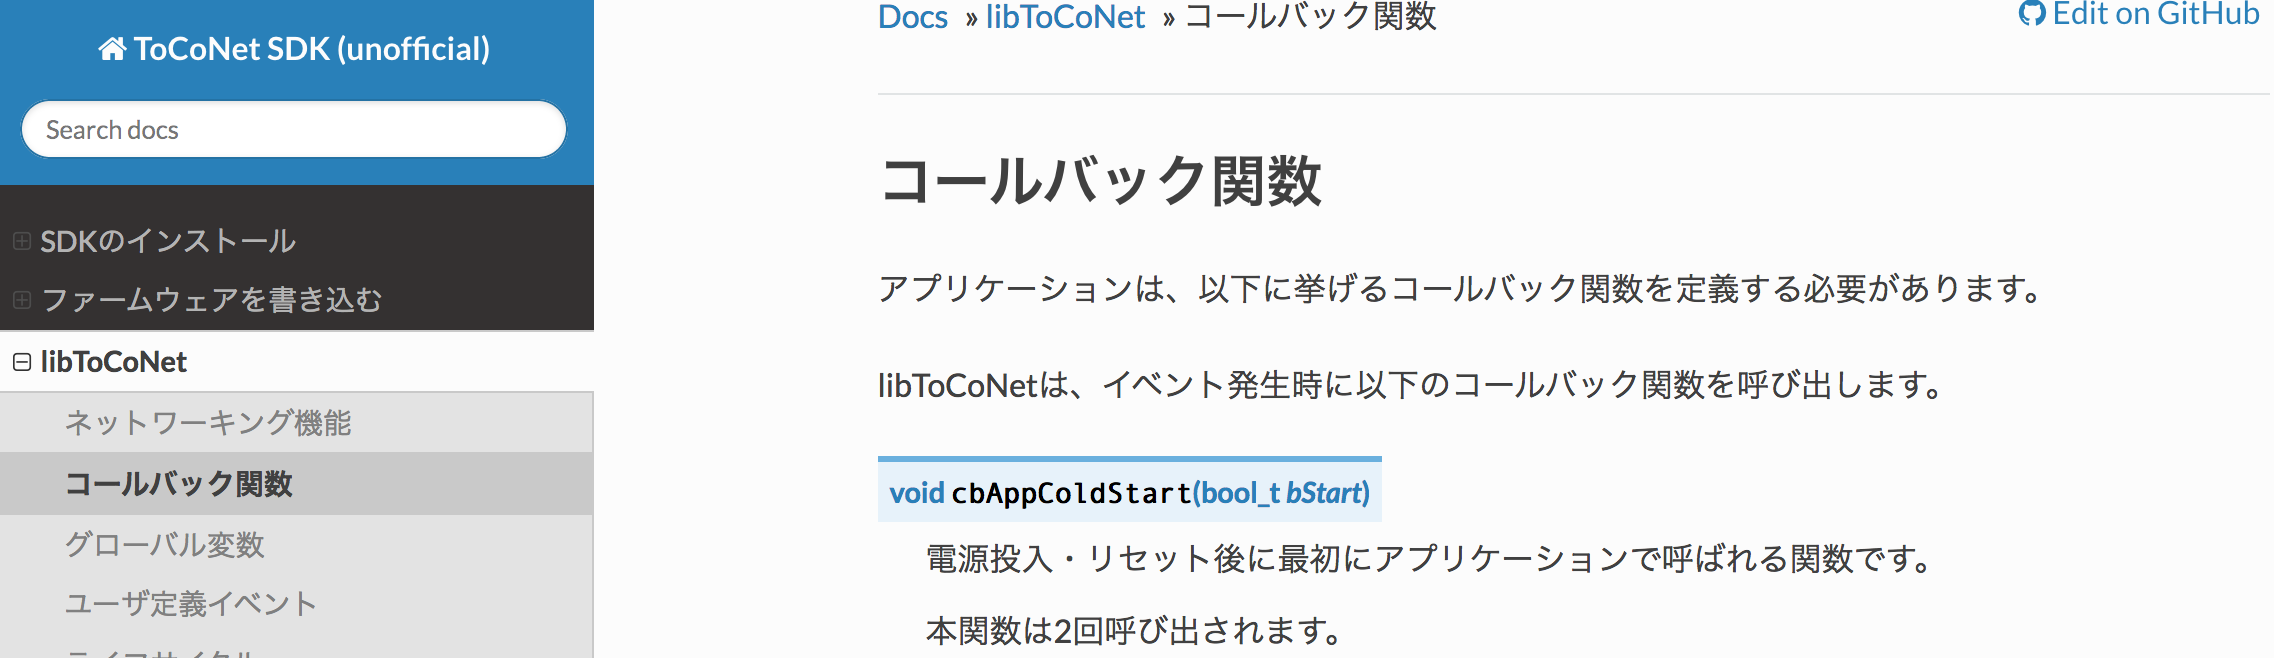 ToCoNet SDK (unofficial)
Search docs
SDKのインストール
ファームウェアを書き込む
libToCoNet
ネットワーキング機能
コールバック関数
グローバル変数
ユーザ定義イベント
ライフサイクル
Docs » libToCoNet » コールバック関数
Edit on GitHub
コールバック関数
アプリケーションは、以下に挙げるコールバック関数を定義する必要があります。
libToCoNetは、イベント発生時に以下のコールバック関数を呼び出します。
void cbAppColdStart(bool_t bStart)
電源投入・リセット後に最初にアプリケーションで呼ばれる関数です。
本関数は2回呼び出されます。